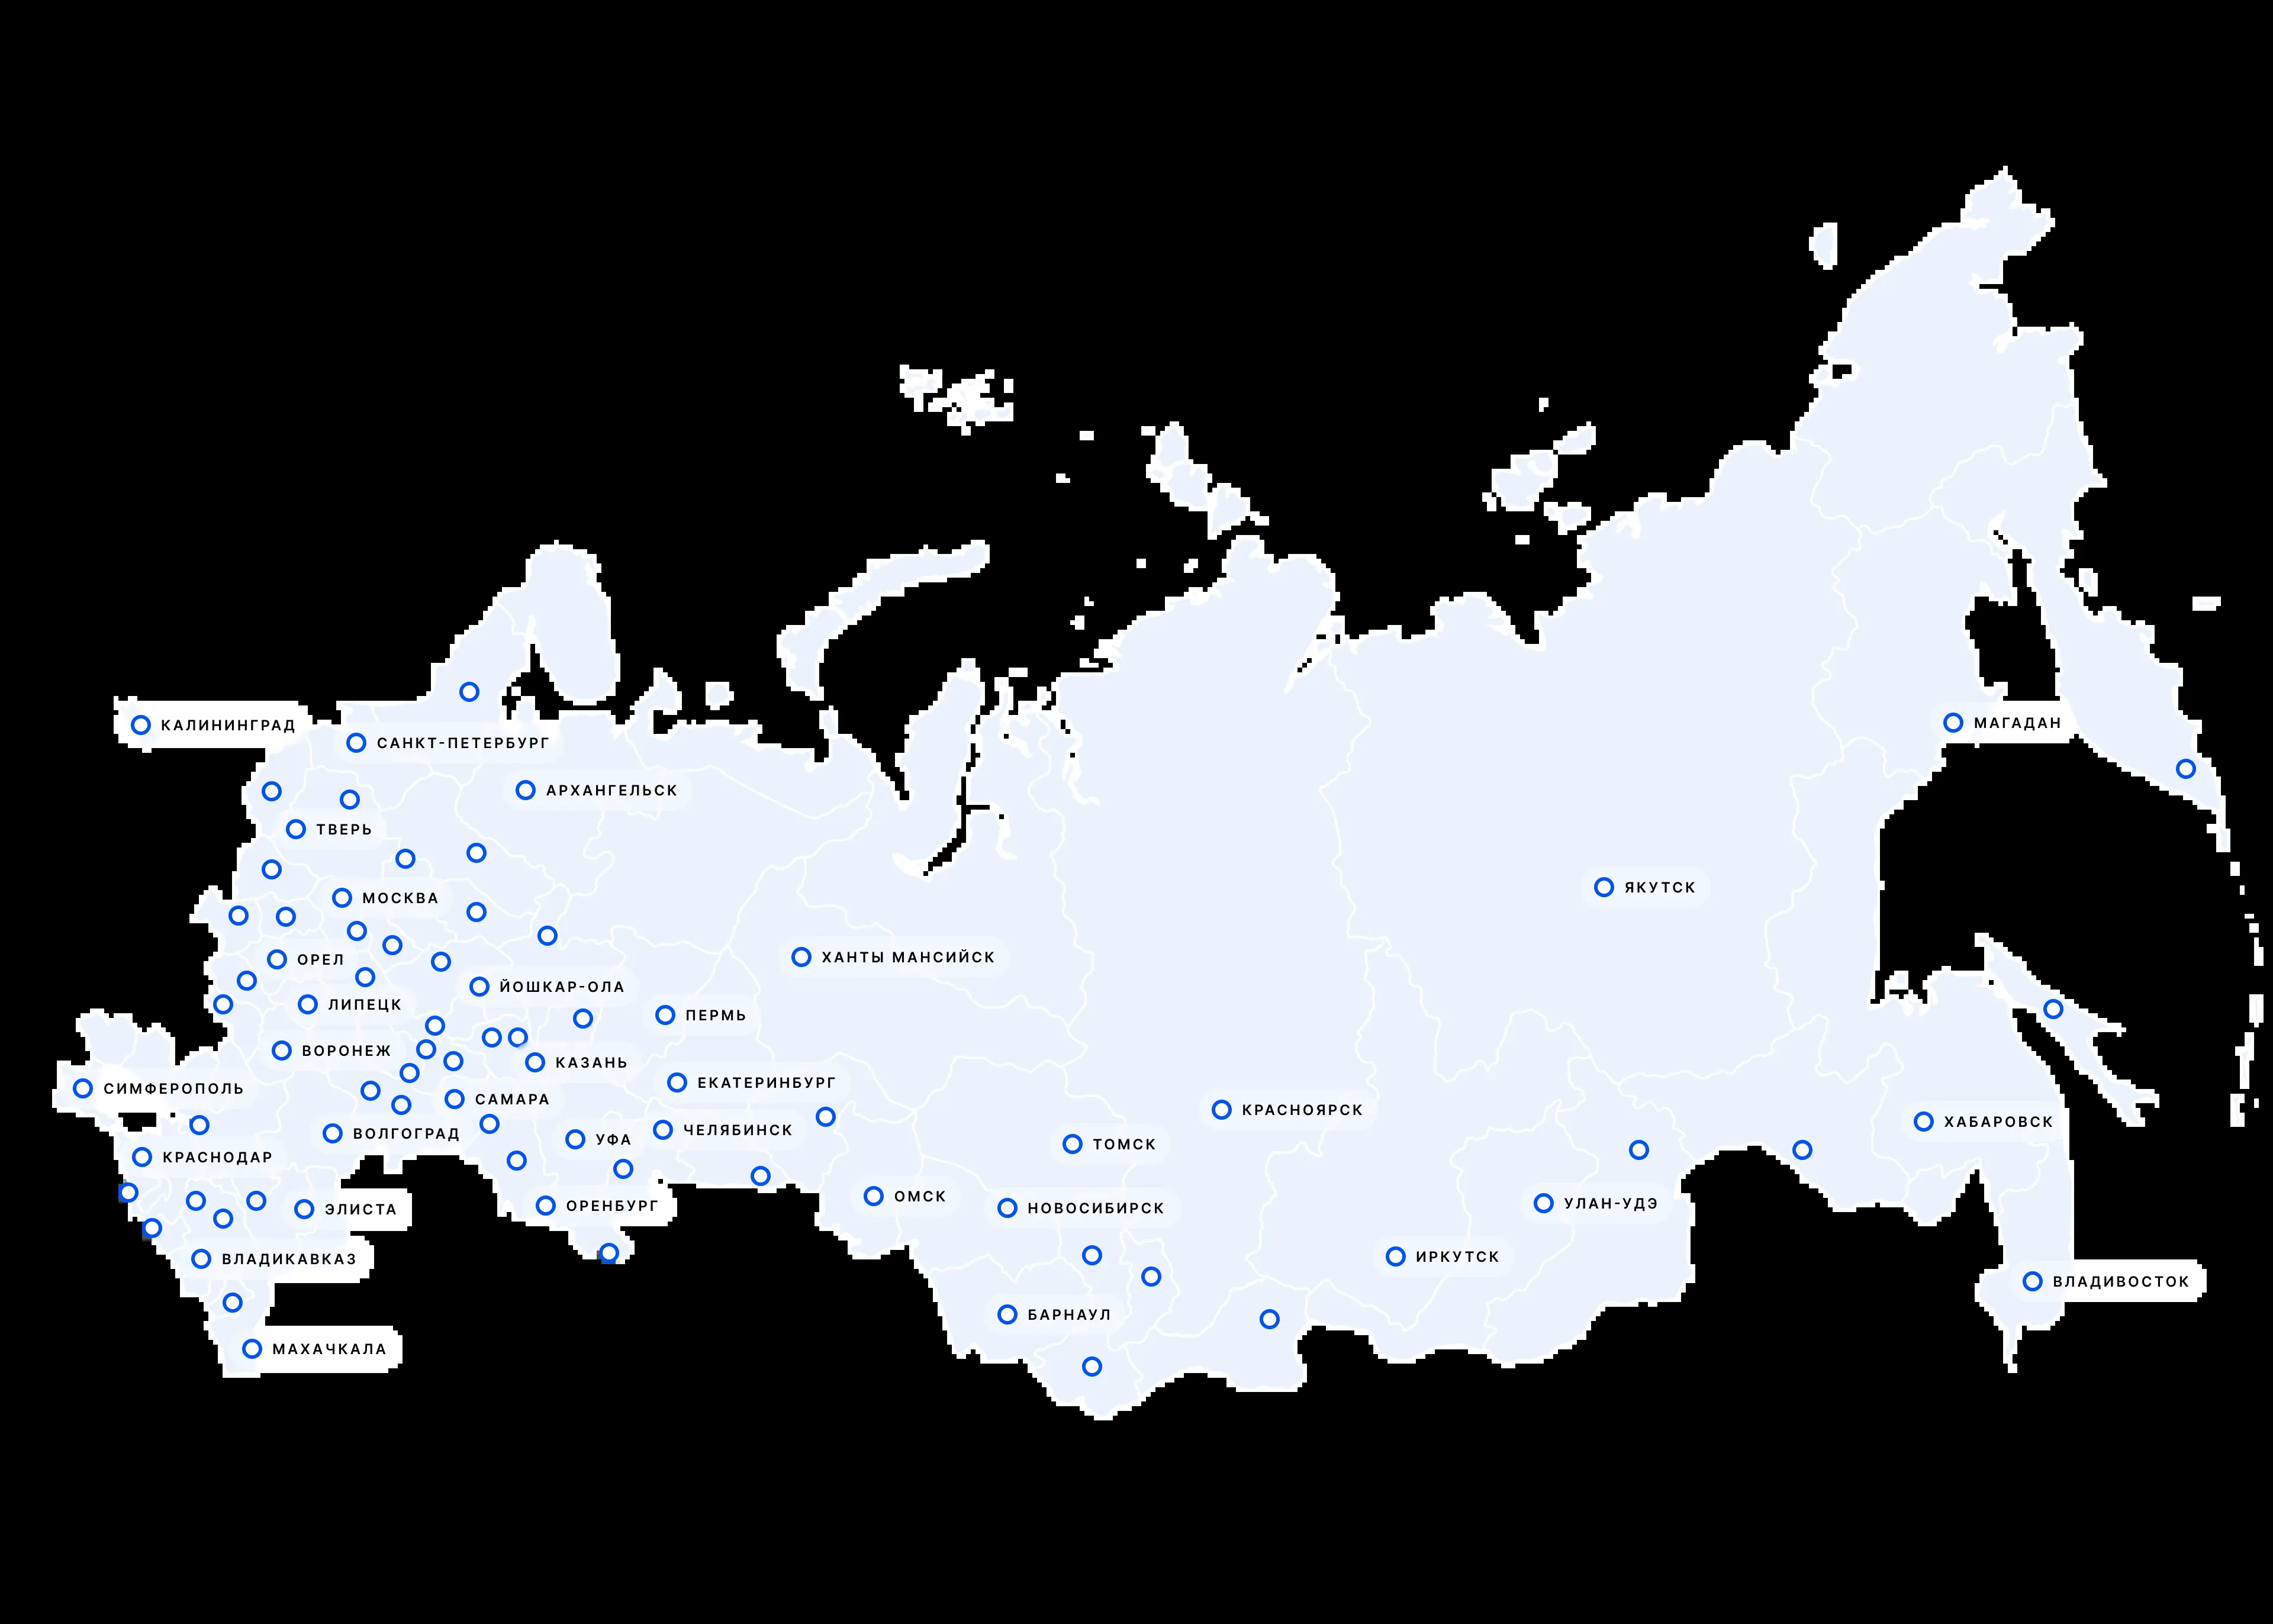 КАЛИНИНГРАД
МАГАДАН
САНКТ-ПЕТЕРБУРГ
АРХАНГЕЛЬСК
ТВЕРЬ
ЯКУТСК
МОСКВА
ХАНТЫ МАНСИЙСК
ОРЕЛ
ЙОШКАР-ОЛА
ЛИПЕЦК
ПЕРМЬ
ВОРОНЕЖ
КАЗАНЬ
ЕКАТЕРИНБУРГ
СИМФЕРОПОЛЬ
САМАРА
КРАСНОЯРСК
ХАБАРОВСК
ЧЕЛЯБИНСК
ВОЛГОГРАД
УФА
ТОМСК
КРАСНОДАР
ОМСК
УЛАН-УДЭ
ОРЕНБУРГ
НОВОСИБИРСК
ЭЛИСТА
ИРКУТСК
ВЛАДИКАВКАЗ
ВЛАДИВОСТОК
БАРНАУЛ
МАХАЧКАЛА